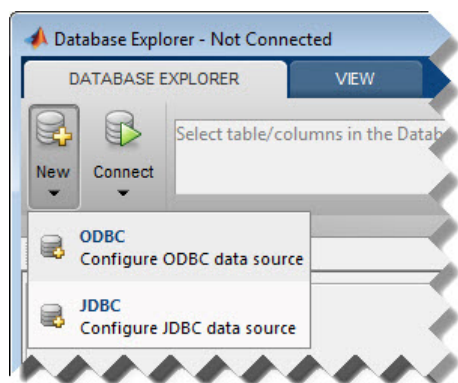 Database Explorer - Not Connected
DATABASE EXPLORER
VIEW
Select table/columns in the Datab
New
Connect
ODBC
Configure ODBC data source
JDBC
Configure JDBC data source